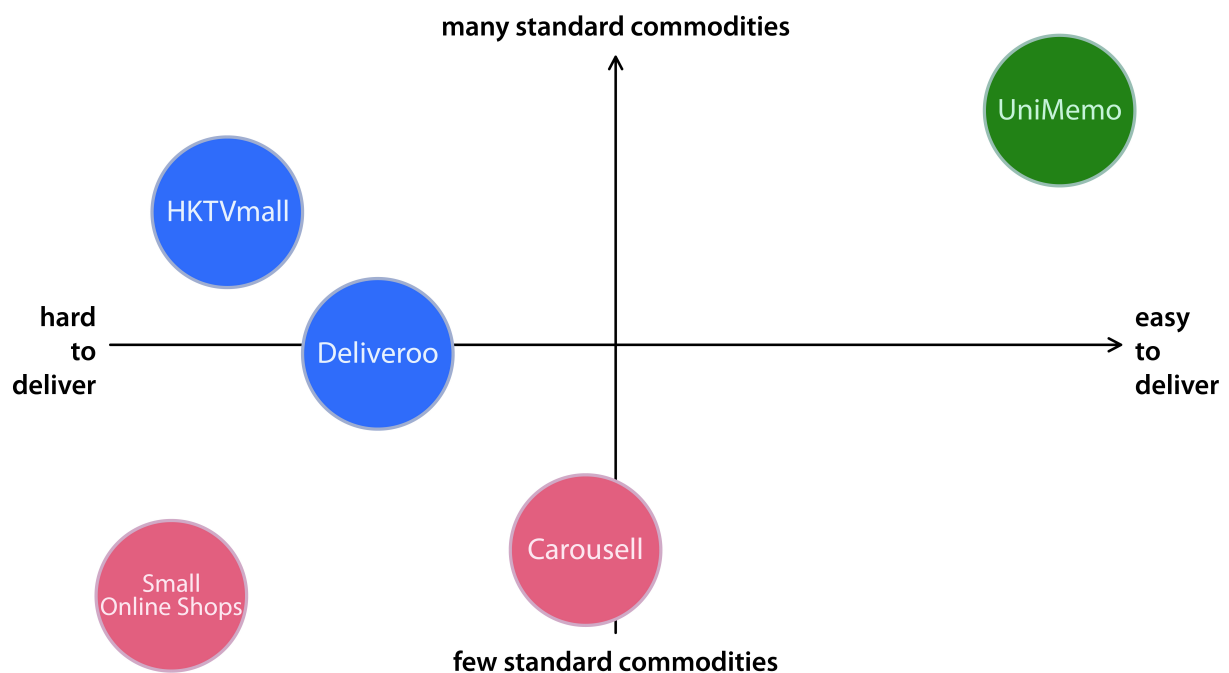 many standard commodities
UniMemo
HKTVmall
hard
to
deliver
easy
to
deliver
Deliveroo
Carousell
Small
Online Shops
few standard commodities